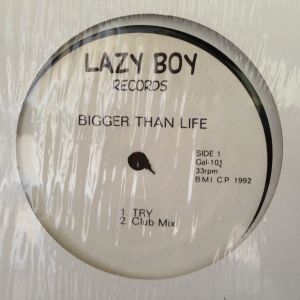 LAZY BOY
RECORDS
BIGGER THAN LIFE
SIDE 1
Gal-101
33rpm
B.M.I. C.P. 1992
1 TRY
2. Club Mix